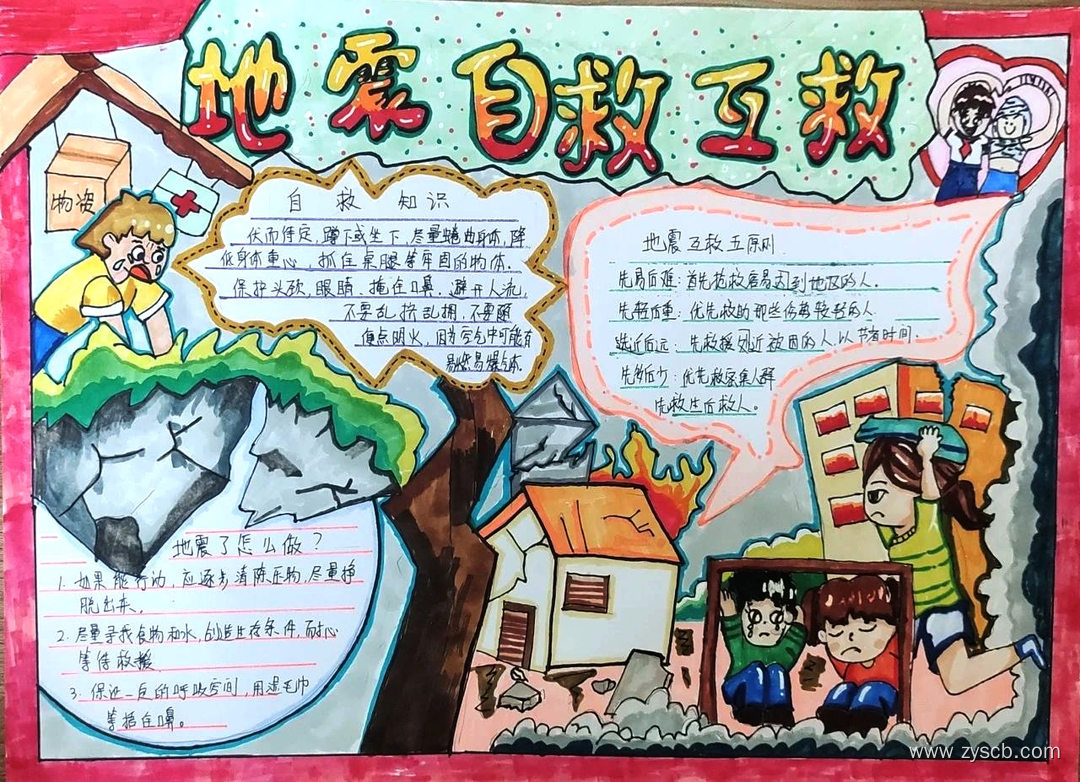 地震自救互救
物资
自救知识
伏而待定,蹲下或坐下,尽量蜷曲身体,降
低身体重心,抓住桌腿等牢固的物体.
保护头颈,眼睛、掩住口鼻.避开人流,
不要乱挤乱拥,不要随
便点明火,因为空气中可能有
易燃易爆气体.
地震互救五原则
先易后难:首先抢救容易
先轻后重:优先救助那些伤势较轻的人.
先近后远:先救援附近被困的人,以节省时间.
先多后少:优先救密集人群
先救生后救人。
地震了怎么做?
1.如果能行动,应逐步清除压物,尽量挣
脱出来.
2.尽量寻找食物和水,创造生存条件,耐心
等待救援
3.保证一定的呼吸空间,用湿毛巾
等捂住口鼻。
www.zyscb.com